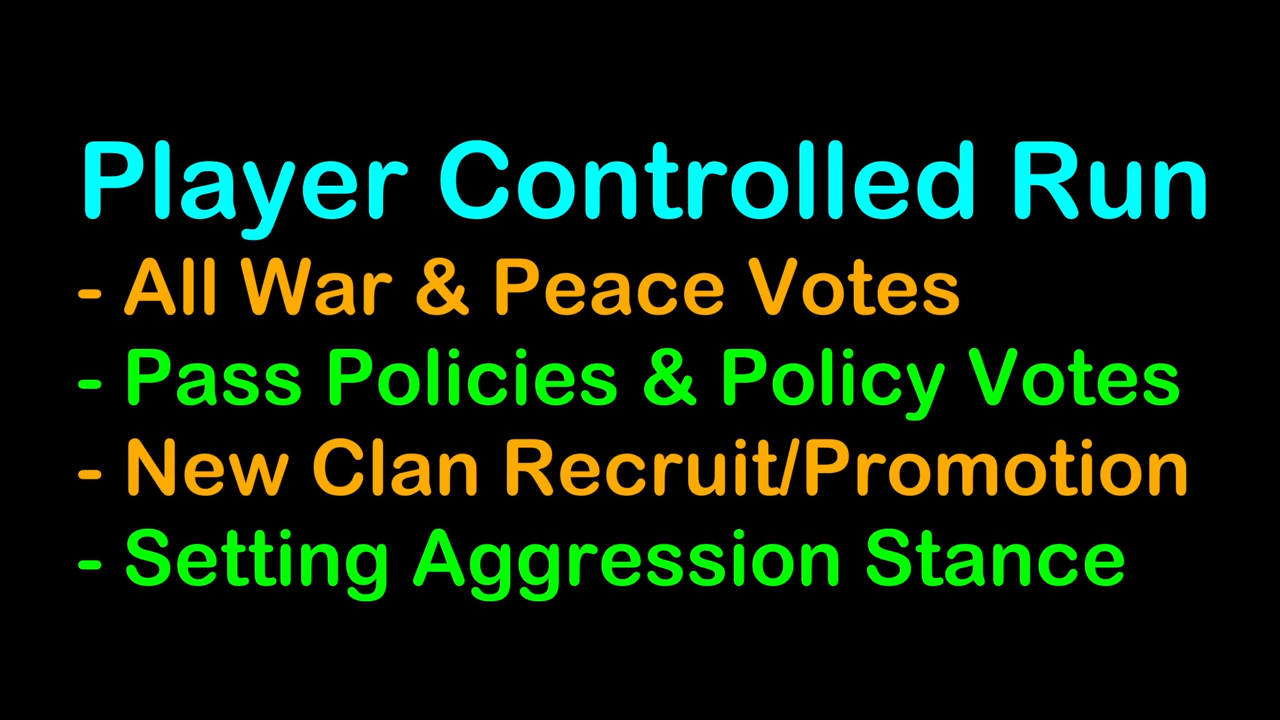 Player Controlled Run
- All War & Peace Votes
- Pass Policies & Policy Votes
- New Clan Recruit/Promotion
- Setting Aggression Stance